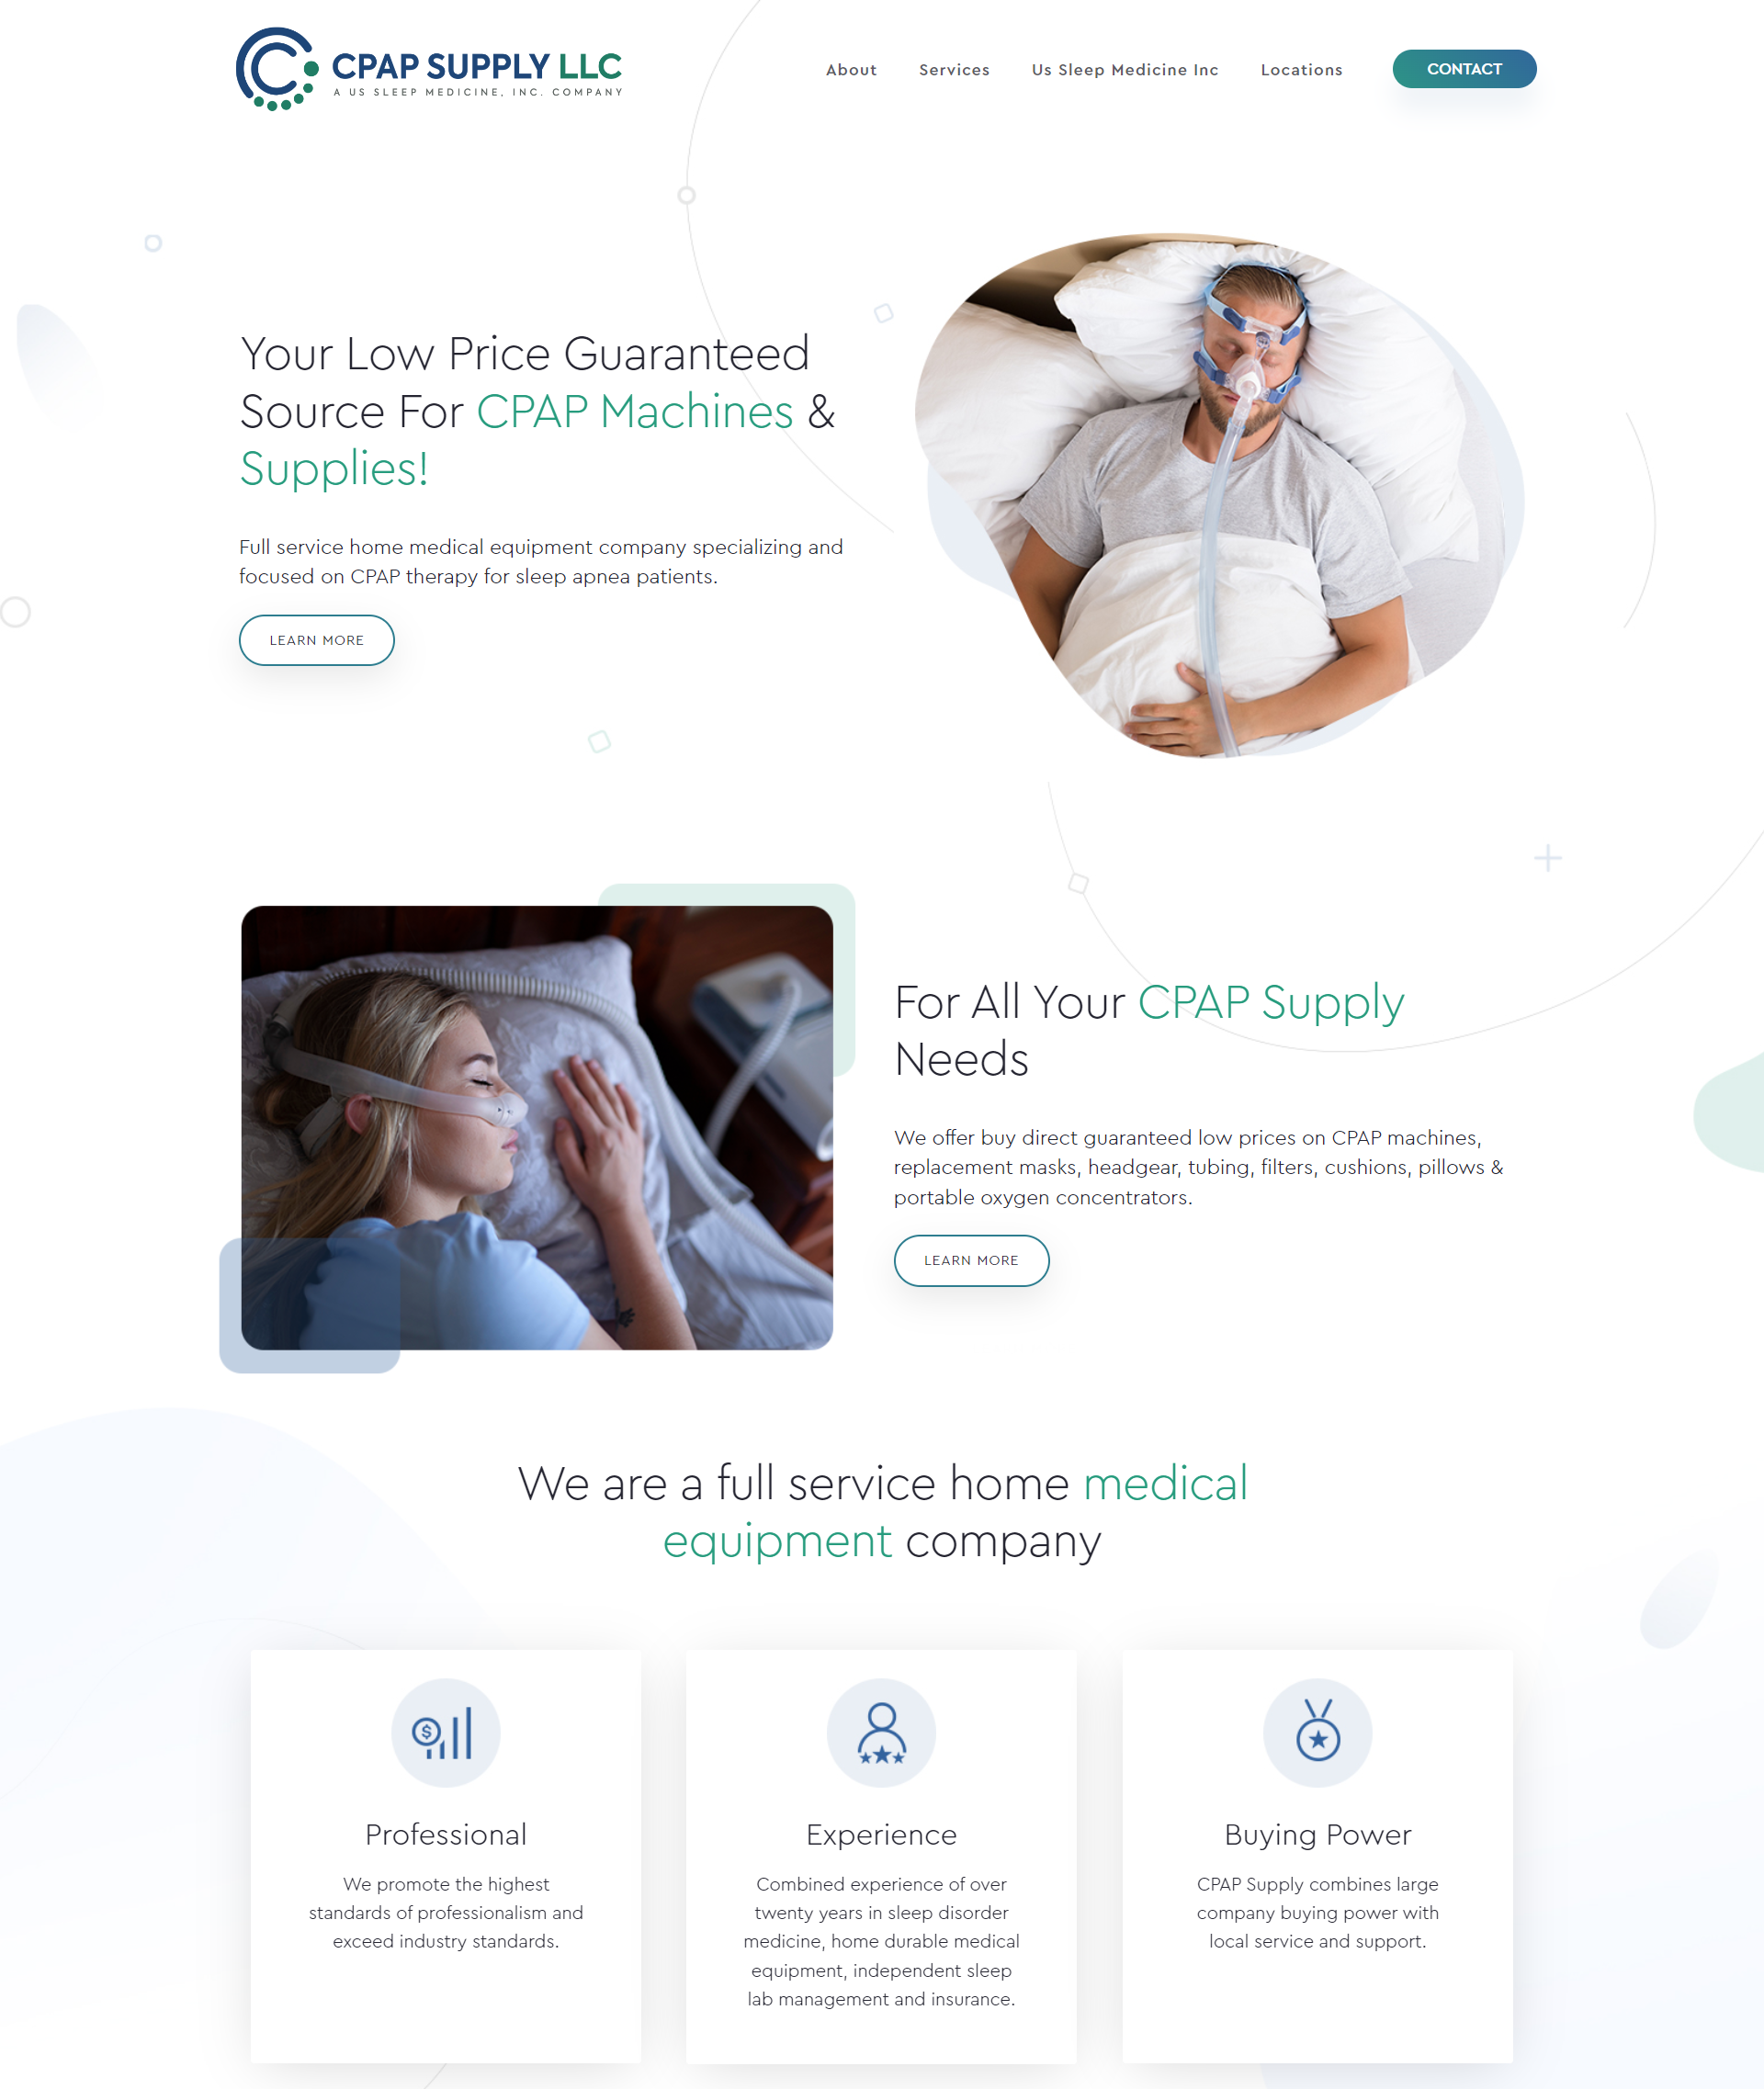 CPAP SUPPLY LLC
A US SLEEP MEDICINE, INC. COMPANY
About
Services
Us Sleep Medicine Inc
Locations
CONTACT
Your Low Price Guaranteed
Source For CPAP Machines &
Supplies!
Full service home medical equipment company specializing and
focused on CPAP therapy for sleep apnea patients.
LEARN MORE
For All Your CPAP Supply
Needs
We offer buy direct guaranteed low prices on CPAP machines,
replacement masks, headgear, tubing, filters, cushions, pillows &
portable oxygen concentrators.
LEARN MORE
We are a full service home medical
equipment company
Professional
We promote the highest
standards of professionalism and
exceed industry standards.
Experience
Combined experience of over
twenty years in sleep disorder
medicine, home durable medical
equipment, independent sleep
lab management and insurance.
Buying Power
CPAP Supply combines large
company buying power with
local service and support.